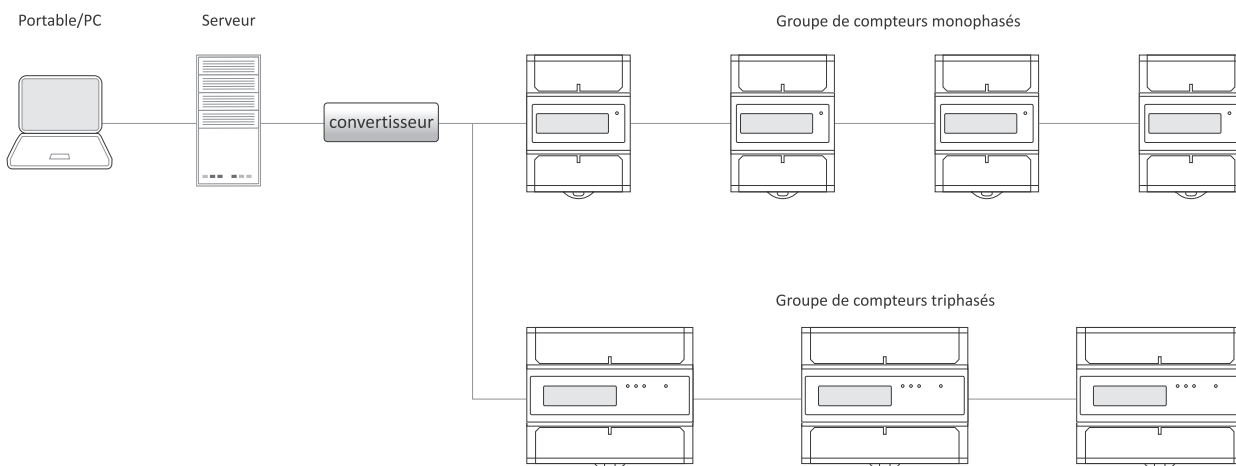 Portable/PC
Serveur
Groupe de compteurs monophasés
convertisseur
Groupe de compteurs triphasés